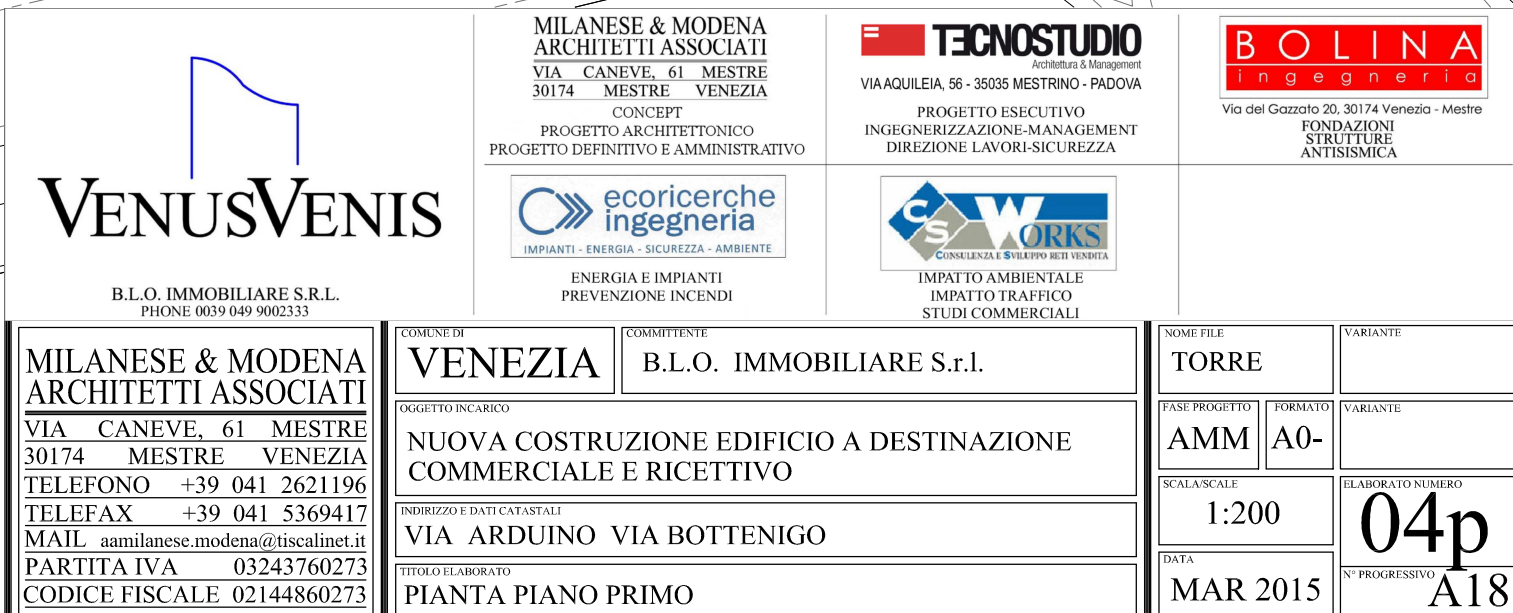 VENUSVENIS
B.L.O. IMMOBILIARE S.R.L.
PHONE 0039 049 9002333
MILANESE & MODENA
ARCHITETTI ASSOCIATI
VIA CANEVE, 61 MESTRE
30174 MESTRE VENEZIA
CONCEPT
PROGETTO ARCHITETTONICO
PROGETTO DEFINITIVO E AMMINISTRATIVO
TECNOSTUDIO
Architettura & Management
VIA AQUILEIA, 56 - 35035 MESTRINO - PADOVA
PROGETTO ESECUTIVO
INGEGNERIZZAZIONE-MANAGEMENT
DIREZIONE LAVORI-SICUREZZA
BOLINA
ingegneria
Via del Gazzato 20, 30174 Venezia - Mestre
FONDAZIONI
STRUTTURE
ANTISISMICA
ecoricerche
ingegneria
IMPIANTI - ENERGIA - SICUREZZA - AMBIENTE
ENERGIA E IMPIANTI
PREVENZIONE INCENDI
CS WORKS
CONSULENZA E SVILUPPO RETI VENDITA
IMPATTO AMBIENTALE
IMPATTO TRAFFICO
STUDI COMMERCIALI
MILANESE & MODENA
ARCHITETTI ASSOCIATI
VIA CANEVE, 61 MESTRE
30174 MESTRE VENEZIA
TELEFONO +39 041 2621196
TELEFAX +39 041 5369417
MAIL aamilanese.modena@tiscalinet.it
PARTITA IVA 03243760273
CODICE FISCALE 02144860273
COMUNE DI
VENEZIA
COMMITTENTE
B.L.O. IMMOBILIARE S.r.l.
OGGETTO INCARICO
NUOVA COSTRUZIONE EDIFICIO A DESTINAZIONE
COMMERCIALE E RICETTIVO
INDIRIZZO E DATI CATASTALI
VIA ARDUINO VIA BOTTENIGO
TITOLO ELABORATO
PIANTA PIANO PRIMO
NOME FILE
TORRE
VARIANTE
FASE PROGETTO
AMM
FORMATO
A0-
VARIANTE
SCALA/SCALE
1:200
ELABORATO NUMERO
04p
DATA
MAR 2015
N° PROGRESSIVO
A18